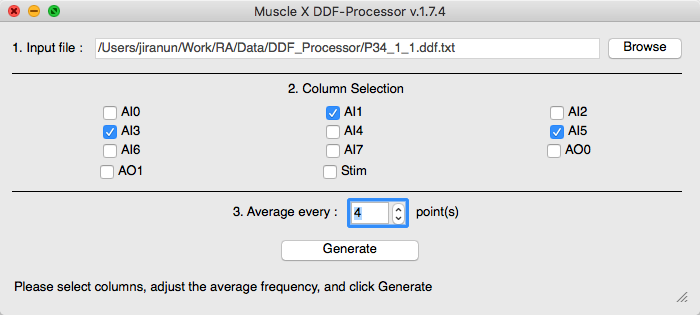 Muscle X DDF-Processor v.1.7.4
1. Input file : /Users/jiranun/Work/RA/Data/DDF_Processor/P34_1_1.ddf.txt Browse
2. Column Selection
AI0 AI1 AI2
AI3 AI4 AI5
AI6 AI7 AO0
AO1 Stim
3. Average every : 4 point(s)
Generate
Please select columns, adjust the average frequency, and click Generate